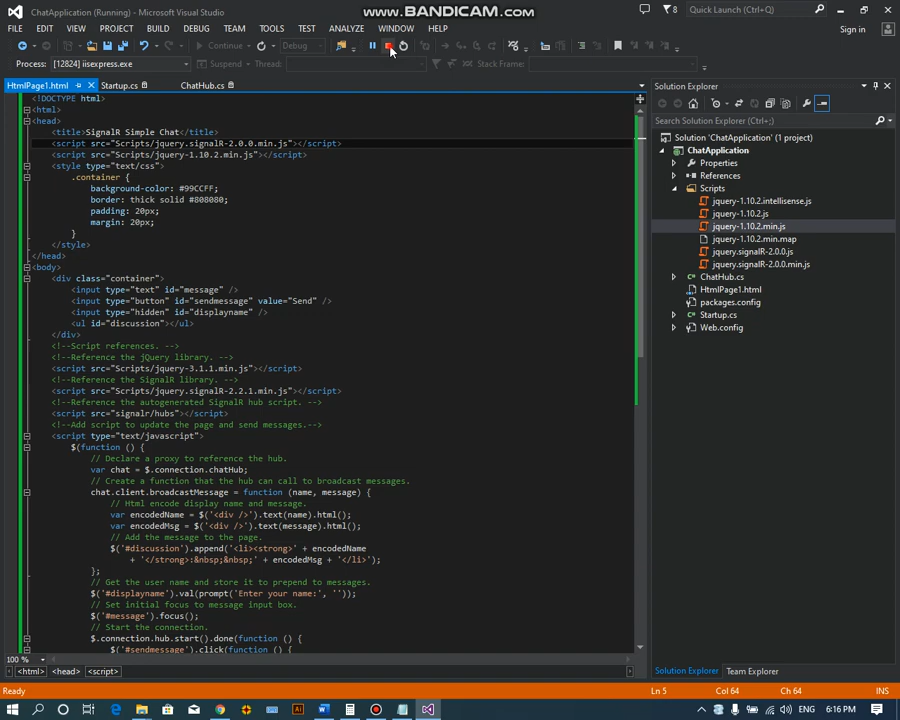 ChatApplication (Running) - Microsoft Visual Studio
www.BANDICAM.com
8
Quick Launch (Ctrl+Q)
FILE EDIT VIEW PROJECT BUILD DEBUG TEAM TOOLS TEST ANALYZE WINDOW HELP
Sign in
Continue
Debug
Process: [12824] iisexpress.exe
Suspend
Thread:
Stack Frame:
HtmlPage1.html
Startup.cs
ChatHub.cs
<!DOCTYPE html>
<html>
<head>
<title>SignalR Simple Chat</title>
<script src="Scripts/jquery.signalR-2.0.0.min.js"></script>
<script src="Scripts/jquery-1.10.2.min.js"></script>
<style type="text/css">
.container {
background-color: #99CCFF;
border: thick solid #808080;
padding: 20px;
margin: 20px;
}
</style>
</head>
<body>
<div class="container">
<input type="text" id="message" />
<input type="button" id="sendmessage" value="Send" />
<input type="hidden" id="displayname" />
<ul id="discussion"></ul>
</div>
<!--Script references. -->
<!--Reference the jQuery library. -->
<script src="Scripts/jquery-3.1.1.min.js"></script>
<!--Reference the SignalR library. -->
<script src="Scripts/jquery.signalR-2.2.1.min.js"></script>
<!--Reference the autogenerated SignalR hub script. -->
<script src="signalr/hubs"></script>
<!--Add script to update the page and send messages.-->
<script type="text/javascript">
$(function () {
// Declare a proxy to reference the hub.
var chat = $.connection.chatHub;
// Create a function that the hub can call to broadcast messages.
chat.client.broadcastMessage = function (name, message) {
// Html encode display name and message.
var encodedName = $('<div />').text(name).html();
var encodedMsg = $('<div />').text(message).html();
// Add the message to the page.
$('#discussion').append('<li><strong>' + encodedName
+ '</strong>:&nbsp;&nbsp;' + encodedMsg + '</li>');
};
// Get the user name and store it to prepend to messages.
$('#displayname').val(prompt('Enter your name:', ''));
// Set initial focus to message input box.
$('#message').focus();
// Start the connection.
$.connection.hub.start().done(function () {
$('#sendmessage').click(function () {
100 %
<html> <head> <script>
Solution Explorer
Search Solution Explorer
Solution 'ChatApplication' (1 project)
ChatApplication
Properties
References
Scripts
jquery-1.10.2.intellisense.js
jquery-1.10.2.js
jquery-1.10.2.min.js
jquery-1.10.2.min.map
jquery.signalR-2.0.0.js
jquery.signalR-2.0.0.min.js
ChatHub.cs
HtmlPage1.html
packages.config
Startup.cs
Web.config
Solution Explorer
Team Explorer
Ready
Ln 5
Col 64
Ch 64
INS
ENG
6:16 PM